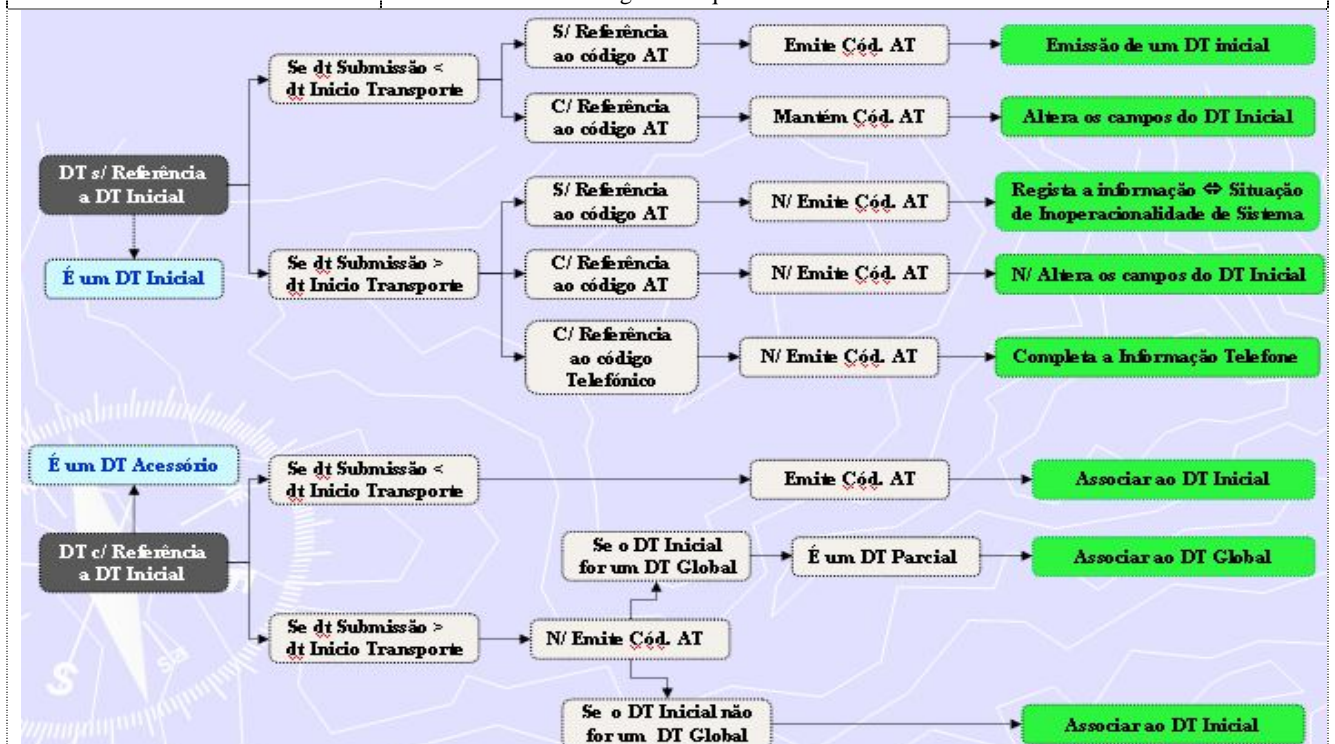 S/ Referência
ao código AT
Emite Cód. AT
Emissão de um DT inicial
Se dt Submissão <
dt Inicio Transporte
C/ Referência
ao código AT
Mantém Cód. AT
Altera os campos do DT Inicial
DT s/ Referência
a DT Inicial
S/ Referência
ao código AT
N/ Emite Cód. AT
Regista a informação ⇔ Situação
de Inoperacionalidade de Sistema
É um DT Inicial
Se dt Submissão >
dt Inicio Transporte
C/ Referência
ao código AT
N/ Emite Cód. AT
N/ Altera os campos do DT Inicial
C/ Referência
ao código
Telefónico
N/ Emite Cód. AT
Completa a Informação Telefone
É um DT Acessório
Se dt Submissão <
dt Inicio Transporte
Emite Cód. AT
Associar ao DT Inicial
DT c/ Referência
a DT Inicial
Se o DT Inicial
for um DT Global
É um DT Parcial
Associar ao DT Global
Se dt Submissão >
dt Inicio Transporte
N/ Emite Cód. AT
Se o DT Inicial não
for um DT Global
Associar ao DT Inicial
S